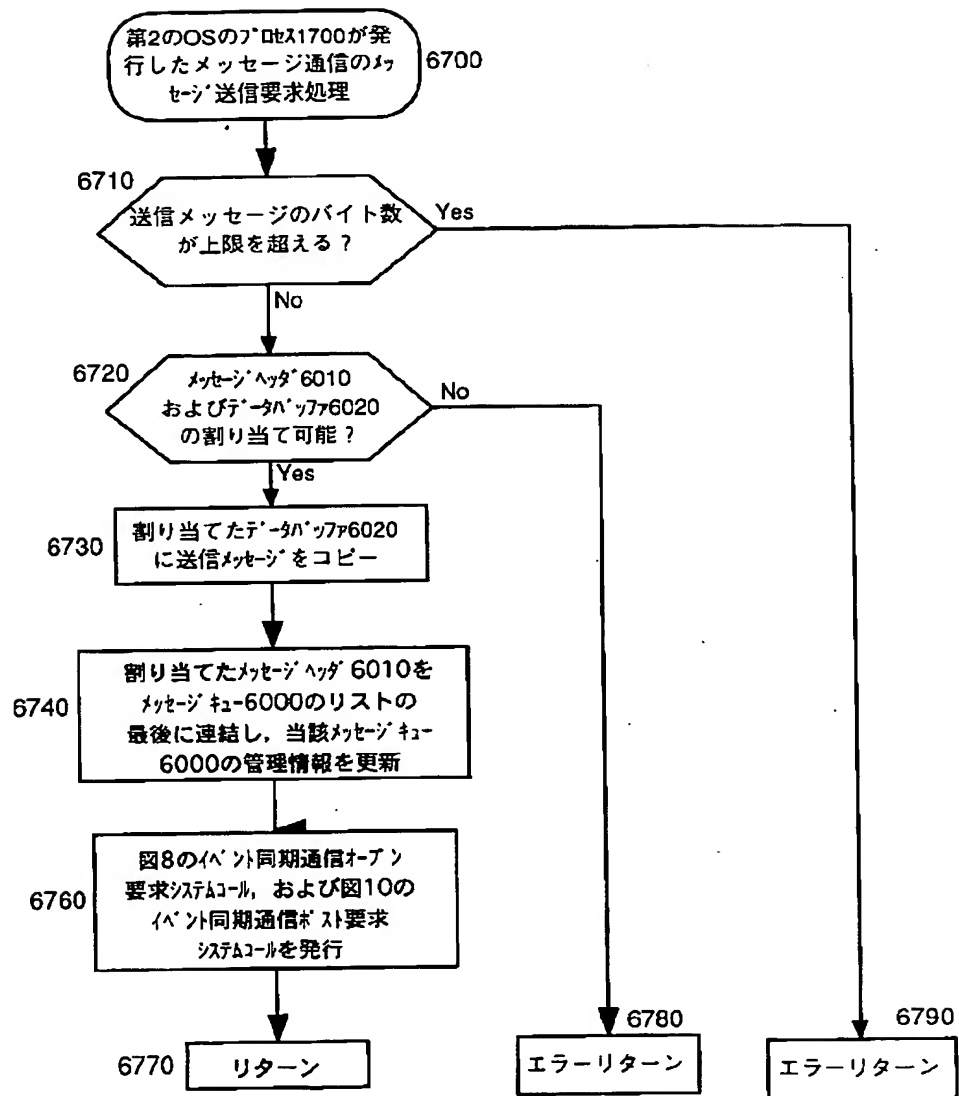 第2のOSのﾌﾟﾛｾｽ1700が発
行したメッセージ通信のﾒｯ
ｾｰｼﾞ送信要求処理
6700
6710
送信メッセージのバイト数
が上限を超える？
Yes
No
6720
ﾒｯｾｰｼﾞﾍｯﾀﾞ6010
およびﾃﾞｰﾀﾊﾞｯﾌｧ6020
の割り当て可能？
No
Yes
6730
割り当てたﾃﾞｰﾀﾊﾞｯﾌｧ6020
に送信ﾒｯｾｰｼﾞをコピー
6740
割り当てたﾒｯｾｰｼﾞﾍｯﾀﾞ6010を
ﾒｯｾｰｼﾞｷｭｰ6000のリストの
最後に連結し，当該ﾒｯｾｰｼﾞｷｭｰ
6000の管理情報を更新
6760
図8のｲﾍﾞﾝﾄ同期通信ｵｰﾌﾟﾝ
要求ｼｽﾃﾑｺｰﾙ，および図10の
ｲﾍﾞﾝﾄ同期通信ﾎﾟｽﾄ要求
ｼｽﾃﾑｺｰﾙを発行
6770
リターン
6780
エラーリターン
6790
エラーリターン